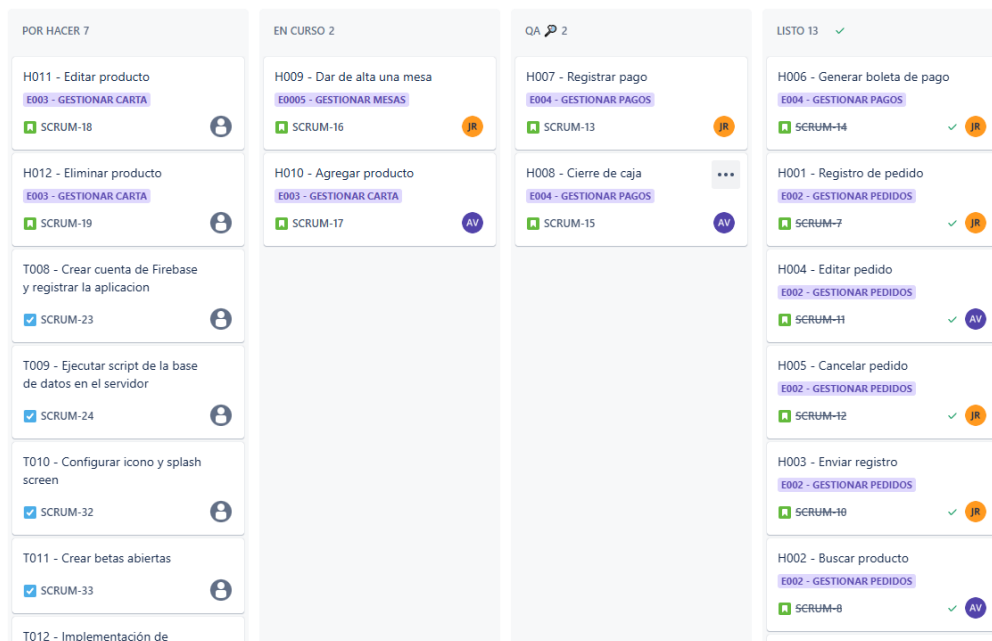 POR HACER 7
H011 - Editar producto
E003 - GESTIONAR CARTA
SCRUM-18
H012 - Eliminar producto
E003 - GESTIONAR CARTA
SCRUM-19
T008 - Crear cuenta de Firebase
y registrar la aplicacion
SCRUM-23
T009 - Ejecutar script de la base
de datos en el servidor
SCRUM-24
T010 - Configurar icono y splash
screen
SCRUM-32
T011 - Crear betas abiertas
SCRUM-33
T012 - Implementación de
EN CURSO 2
H009 - Dar de alta una mesa
E0005 - GESTIONAR MESAS
SCRUM-16
JR
H010 - Agregar producto
E003 - GESTIONAR CARTA
SCRUM-17
AV
QA 2
H007 - Registrar pago
E004 - GESTIONAR PAGOS
SCRUM-13
JR
H008 - Cierre de caja
E004 - GESTIONAR PAGOS
SCRUM-15
AV
LISTO 13
H006 - Generar boleta de pago
E004 - GESTIONAR PAGOS
SCRUM-14
JR
H001 - Registro de pedido
E002 - GESTIONAR PEDIDOS
SCRUM-7
JR
H004 - Editar pedido
E002 - GESTIONAR PEDIDOS
SCRUM-11
AV
H005 - Cancelar pedido
E002 - GESTIONAR PEDIDOS
SCRUM-12
JR
H003 - Enviar registro
E002 - GESTIONAR PEDIDOS
SCRUM-10
JR
H002 - Buscar producto
E002 - GESTIONAR PEDIDOS
SCRUM-8
AV